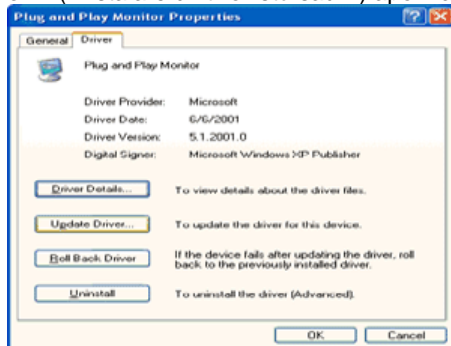 Plug and Play Monitor Properties
General Driver
Plug and Play Monitor
Driver Provider: Microsoft
Driver Date: 6/6/2001
Driver Version: 5.1.2001.0
Digital Signer: Microsoft Windows XP Publisher
Driver Details... To view details about the driver files.
Update Driver... To update the driver for this device.
Roll Back Driver If the device fails after updating the driver, roll
back to the previously installed driver.
Uninstall To uninstall the driver (Advanced).
OK Cancel